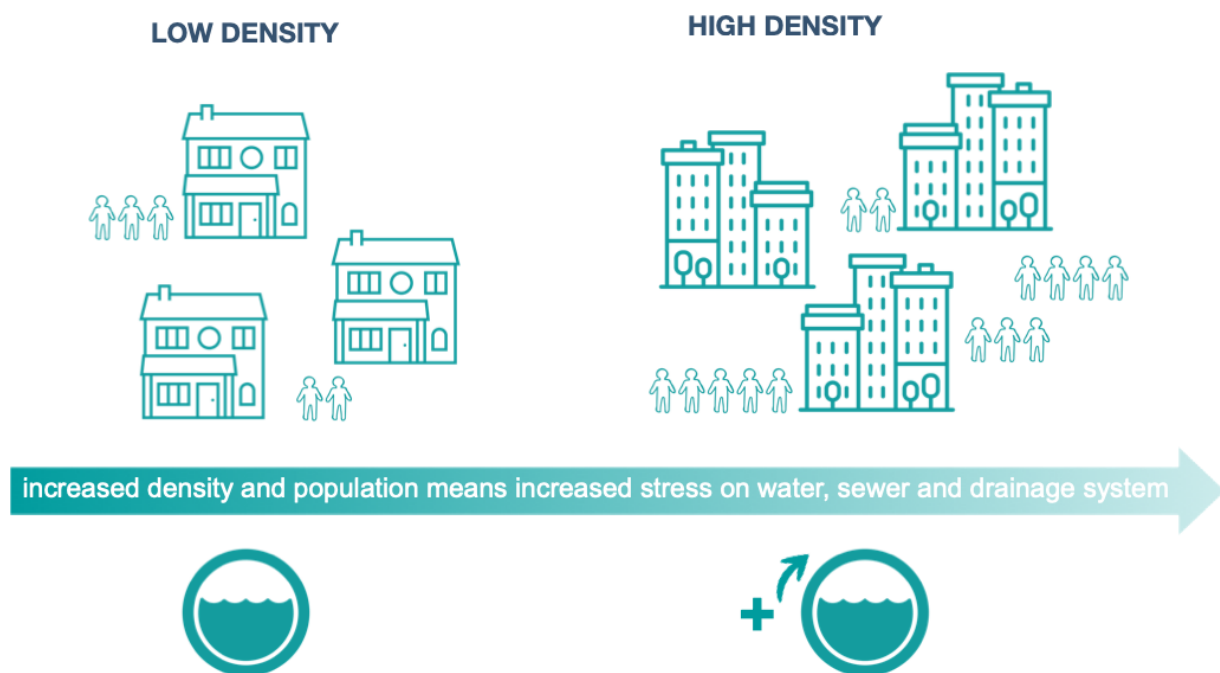 LOW DENSITY
HIGH DENSITY
increased density and population means increased stress on water, sewer and drainage system
+